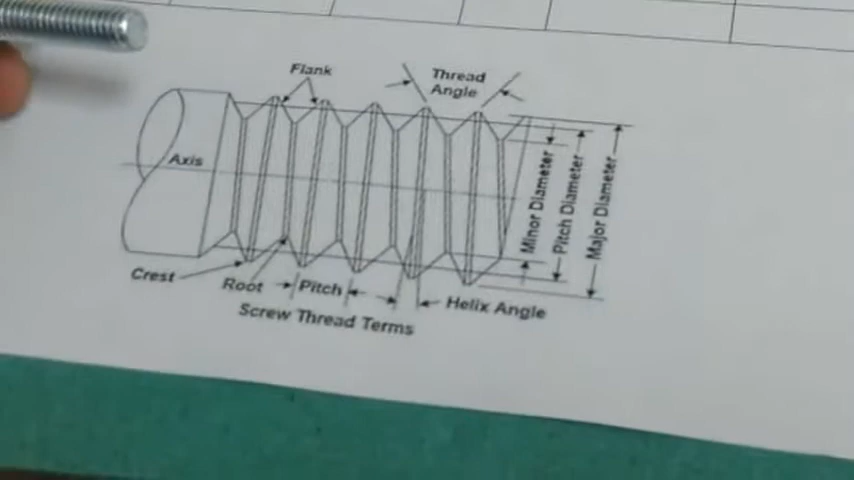 Flank
Thread
Angle
Axis
Minor Diameter
Pitch Diameter
Major Diameter
Crest
Root
Pitch
Helix Angle
Screw Thread Terms